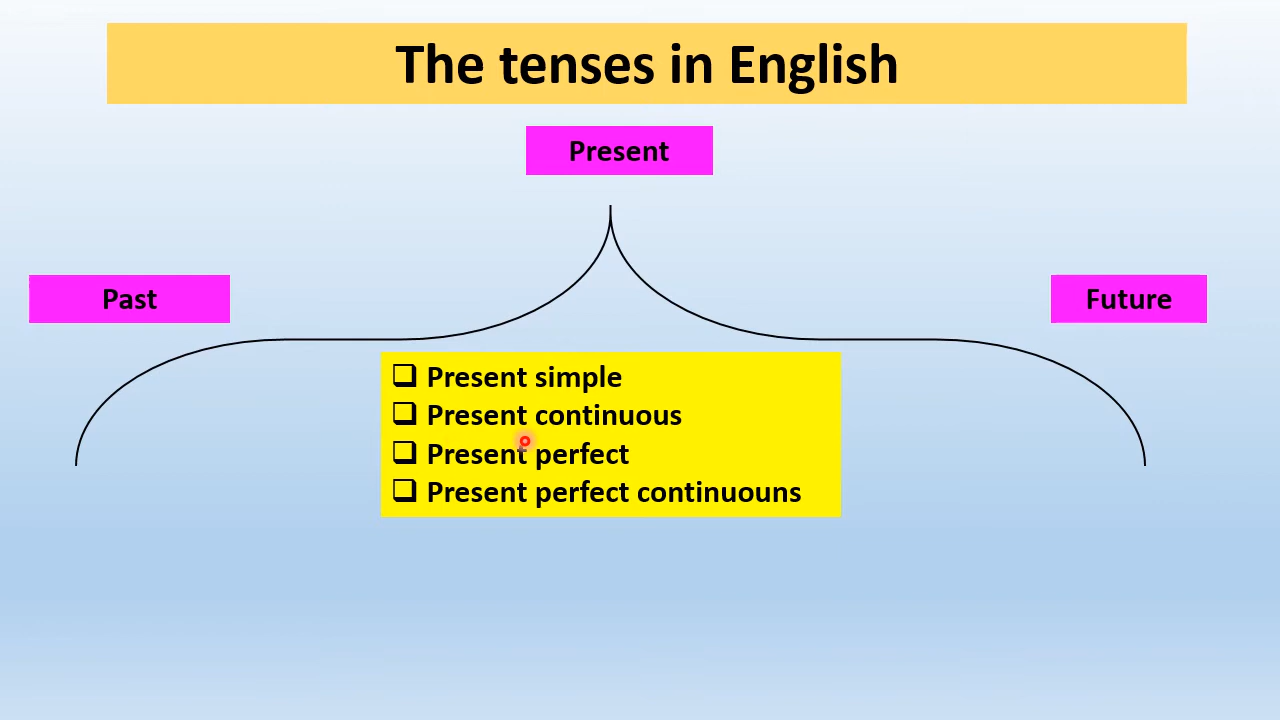 The tenses in English
Present
Past
Future
Present simple
Present continuous
Present perfect
Present perfect continuouns